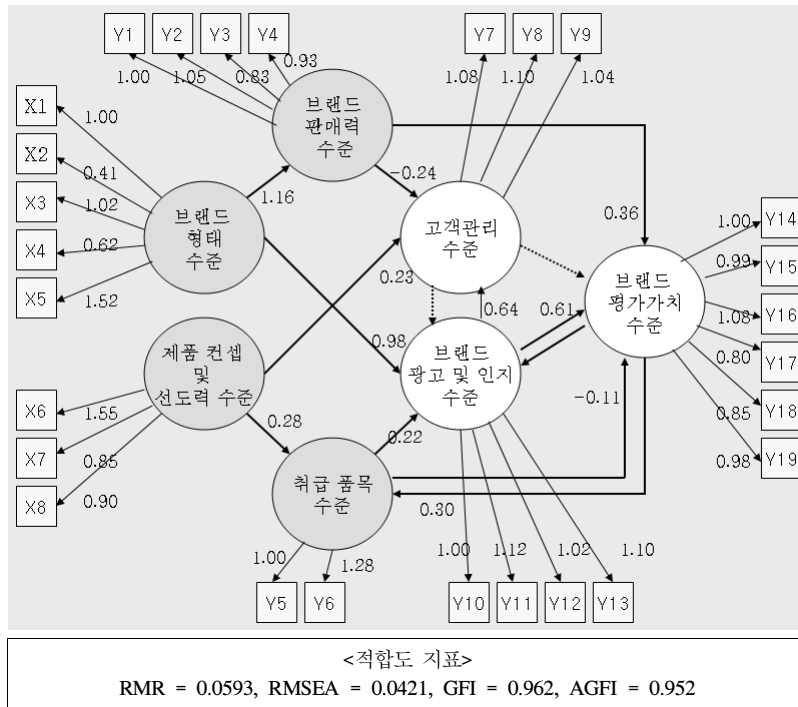 Y1
Y2
Y3
Y4
Y7
Y8
Y9
1.00
1.05
0.83
0.93
1.08
1.10
1.04
X1
X2
X3
X4
X5
1.00
0.41
1.02
0.62
1.52
브랜드
판매력
수준
브랜드
형태
수준
1.16
-0.24
고객관리
수준
0.36
0.23
0.98
0.64
0.61
브랜드
평가가치
수준
Y14
Y15
Y16
Y17
Y18
Y19
1.00
0.99
1.08
0.80
0.85
0.98
제품 컨셉
및
선도력 수준
브랜드
광고 및 인지
수준
-0.11
X6
X7
X8
1.55
0.85
0.90
0.28
0.22
취급 품목
수준
0.30
1.00
1.28
1.00
1.12
1.02
1.10
Y5
Y6
Y10
Y11
Y12
Y13
<적합도 지표>
RMR = 0.0593, RMSEA = 0.0421, GFI = 0.962, AGFI = 0.952